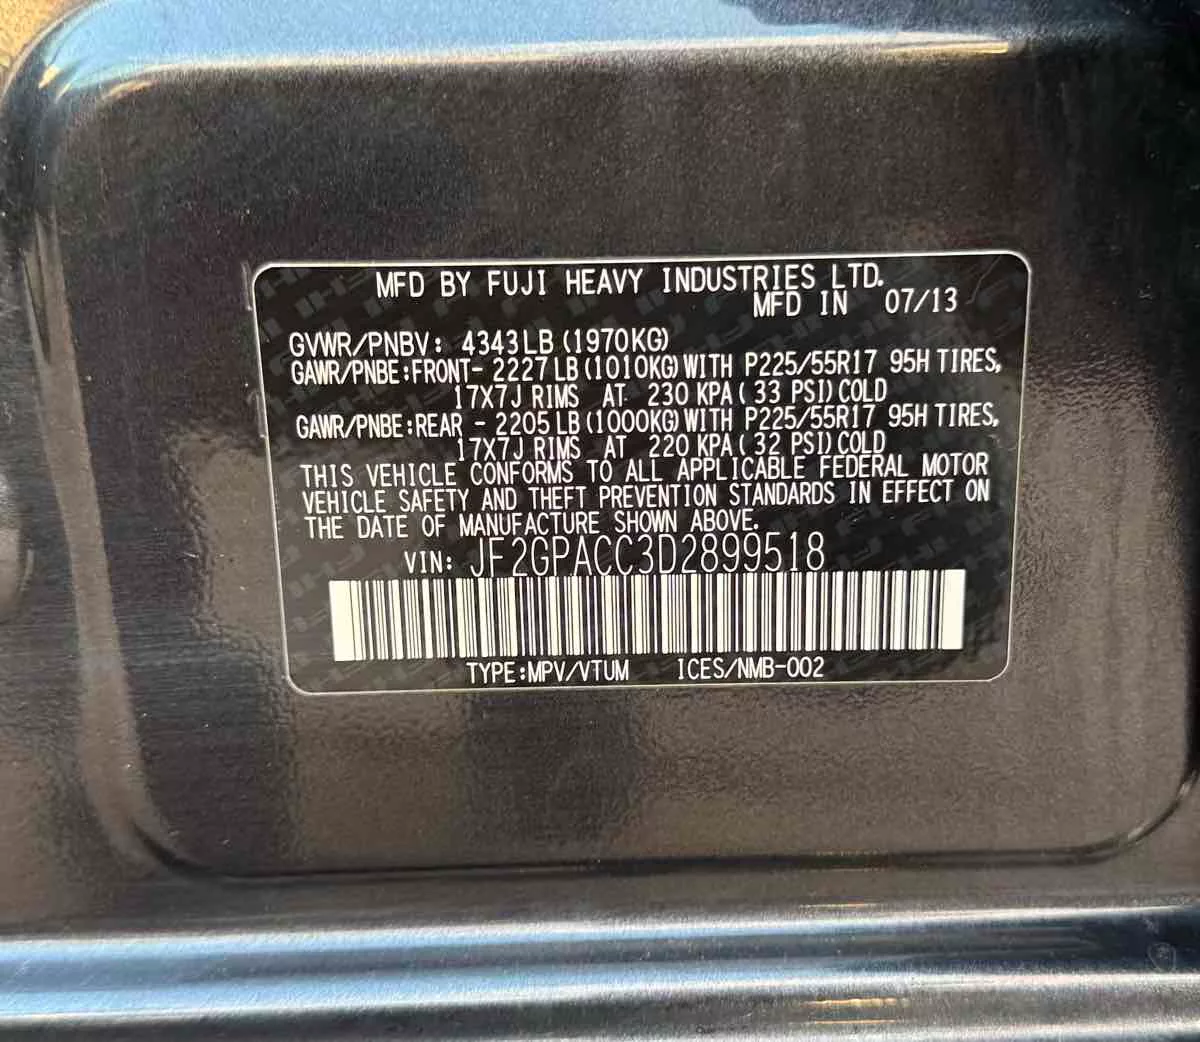 MFD BY FUJI HEAVY INDUSTRIES LTD.
MFD IN 07/13
GVWR/PNBV: 4343LB (1970KG)
GAWR/PNBE:FRONT- 2227LB(1010KG)WITH P225/55R17 95H TIRES,
17X7J RIMS AT 230 KPA( 33 PSI)COLD
GAWR/PNBE:REAR - 2205LB(1000KG)WITH P225/55R17 95H TIRES,
17X7J RIMS AT 220 KPA( 32 PSI)COLD
THIS VEHICLE CONFORMS TO ALL APPLICABLE FEDERAL MOTOR
VEHICLE SAFETY AND THEFT PREVENTION STANDARDS IN EFFECT ON
THE DATE OF MANUFACTURE SHOWN ABOVE.
VIN: JF2GPACC3D2899518
TYPE:MPV/VTUM ICES/NMB-002